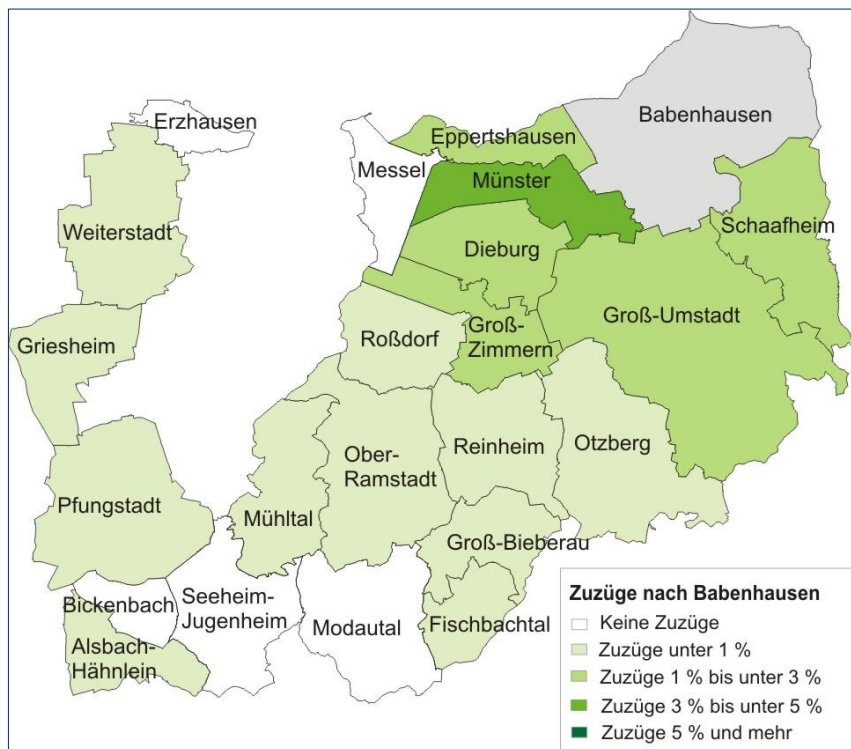 Erzhausen
Babenhausen
Eppertshausen
Messel
Münster
Schaafheim
Weiterstadt
Dieburg
Groß-Umstadt
Griesheim
Roßdorf
Groß-
Zimmern
Ober-
Ramstadt
Reinheim
Otzberg
Pfungstadt
Mühltal
Groß-Bieberau
Bickenbach
Seeheim-
Jugenheim
Modautal
Fischbachtal
Alsbach-
Hähnlein
Zuzüge nach Babenhausen
Keine Zuzüge
Zuzüge unter 1 %
Zuzüge 1 % bis unter 3 %
Zuzüge 3 % bis unter 5 %
Zuzüge 5 % und mehr